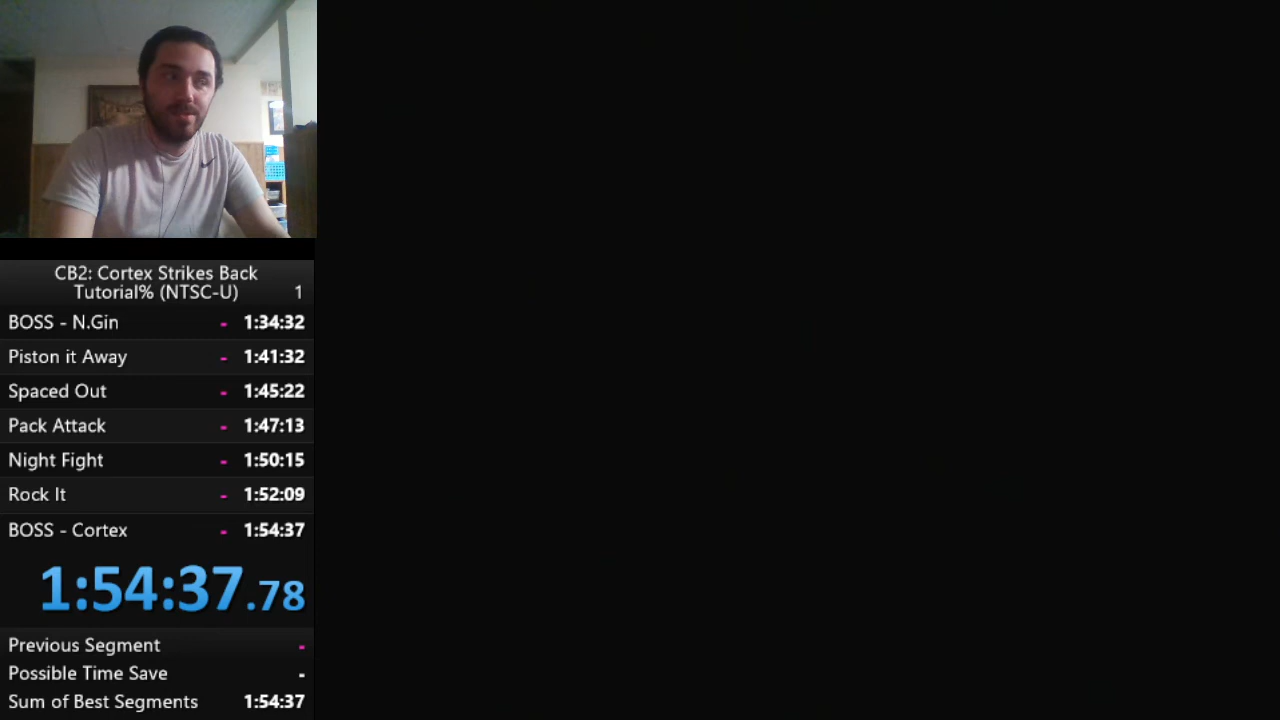 CB2: Cortex Strikes Back
Tutorial% (NTSC-U) 1
BOSS - N.Gin - 1:34:32
Piston it Away - 1:41:32
Spaced Out - 1:45:22
Pack Attack - 1:47:13
Night Fight - 1:50:15
Rock It - 1:52:09
BOSS - Cortex - 1:54:37
1:54:37.78
Previous Segment -
Possible Time Save -
Sum of Best Segments 1:54:37